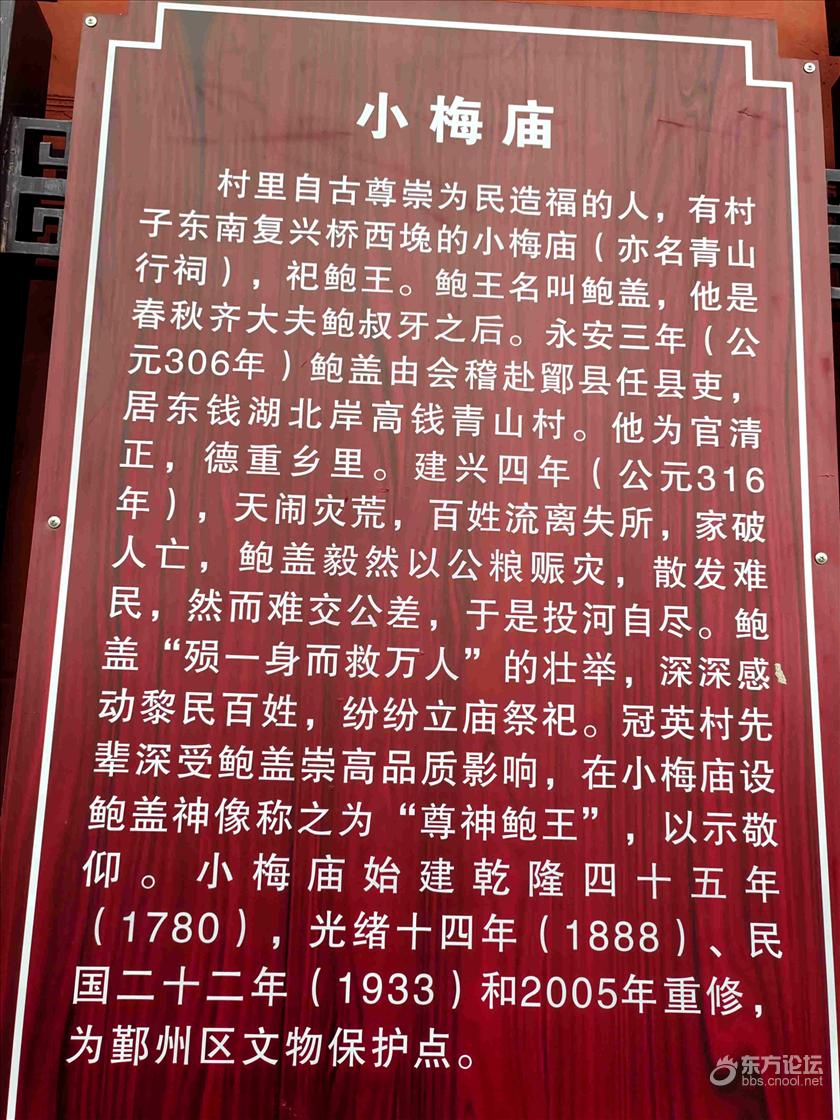 小梅庙
村里自古尊崇为民造福的人，有村
子东南复兴桥西堍的小梅庙（亦名青山
行祠），祀鲍王。鲍王名叫鲍盖，他是
春秋齐大夫鲍叔牙之后。永安三年（公
元306年）鲍盖由会稽赴鄮县任县吏，
居东钱湖北岸高钱青山村。他为官清
正，德重乡里。建兴四年（公元316
年），天闹灾荒，百姓流离失所，家破
人亡，鲍盖毅然以公粮赈灾，散发难
民，然而难交公差，于是投河自尽。鲍
盖“殒一身而救万人”的壮举，深深感
动黎民百姓，纷纷立庙祭祀。冠英村先
辈深受鲍盖崇高品质影响，在小梅庙设
鲍盖神像称之为“尊神鲍王”，以示敬
仰。小梅庙始建乾隆四十五年
（1780），光绪十四年（1888）、民
国二十二年（1933）和2005年重修，
为鄞州区文物保护点。
东方论坛
bbs.cnool.net